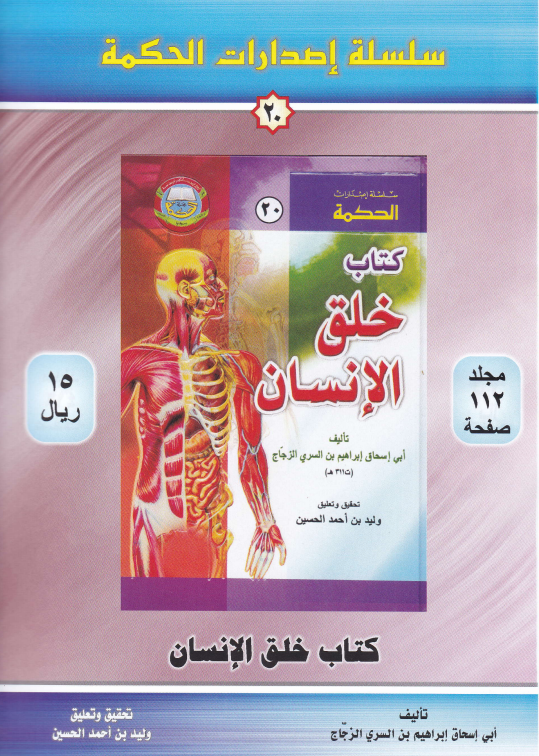 سلسلة إصدارات الحكمة
٢٠
سلسلة إصدارات
الحكمة
٢٠
كتاب
خلق
الإنسان
تأليف
أبي إسحاق إبراهيم بن السري الزجّاج
(ت٣١١ هـ)
تحقيق وتعليق
وليد بن أحمد الحسين
مجلد
١١٢
صفحة
١٥
ريال
كتاب خلق الإنسان
تأليف
أبي إسحاق إبراهيم بن السري الزجّاج
تحقيق وتعليق
وليد بن أحمد الحسين